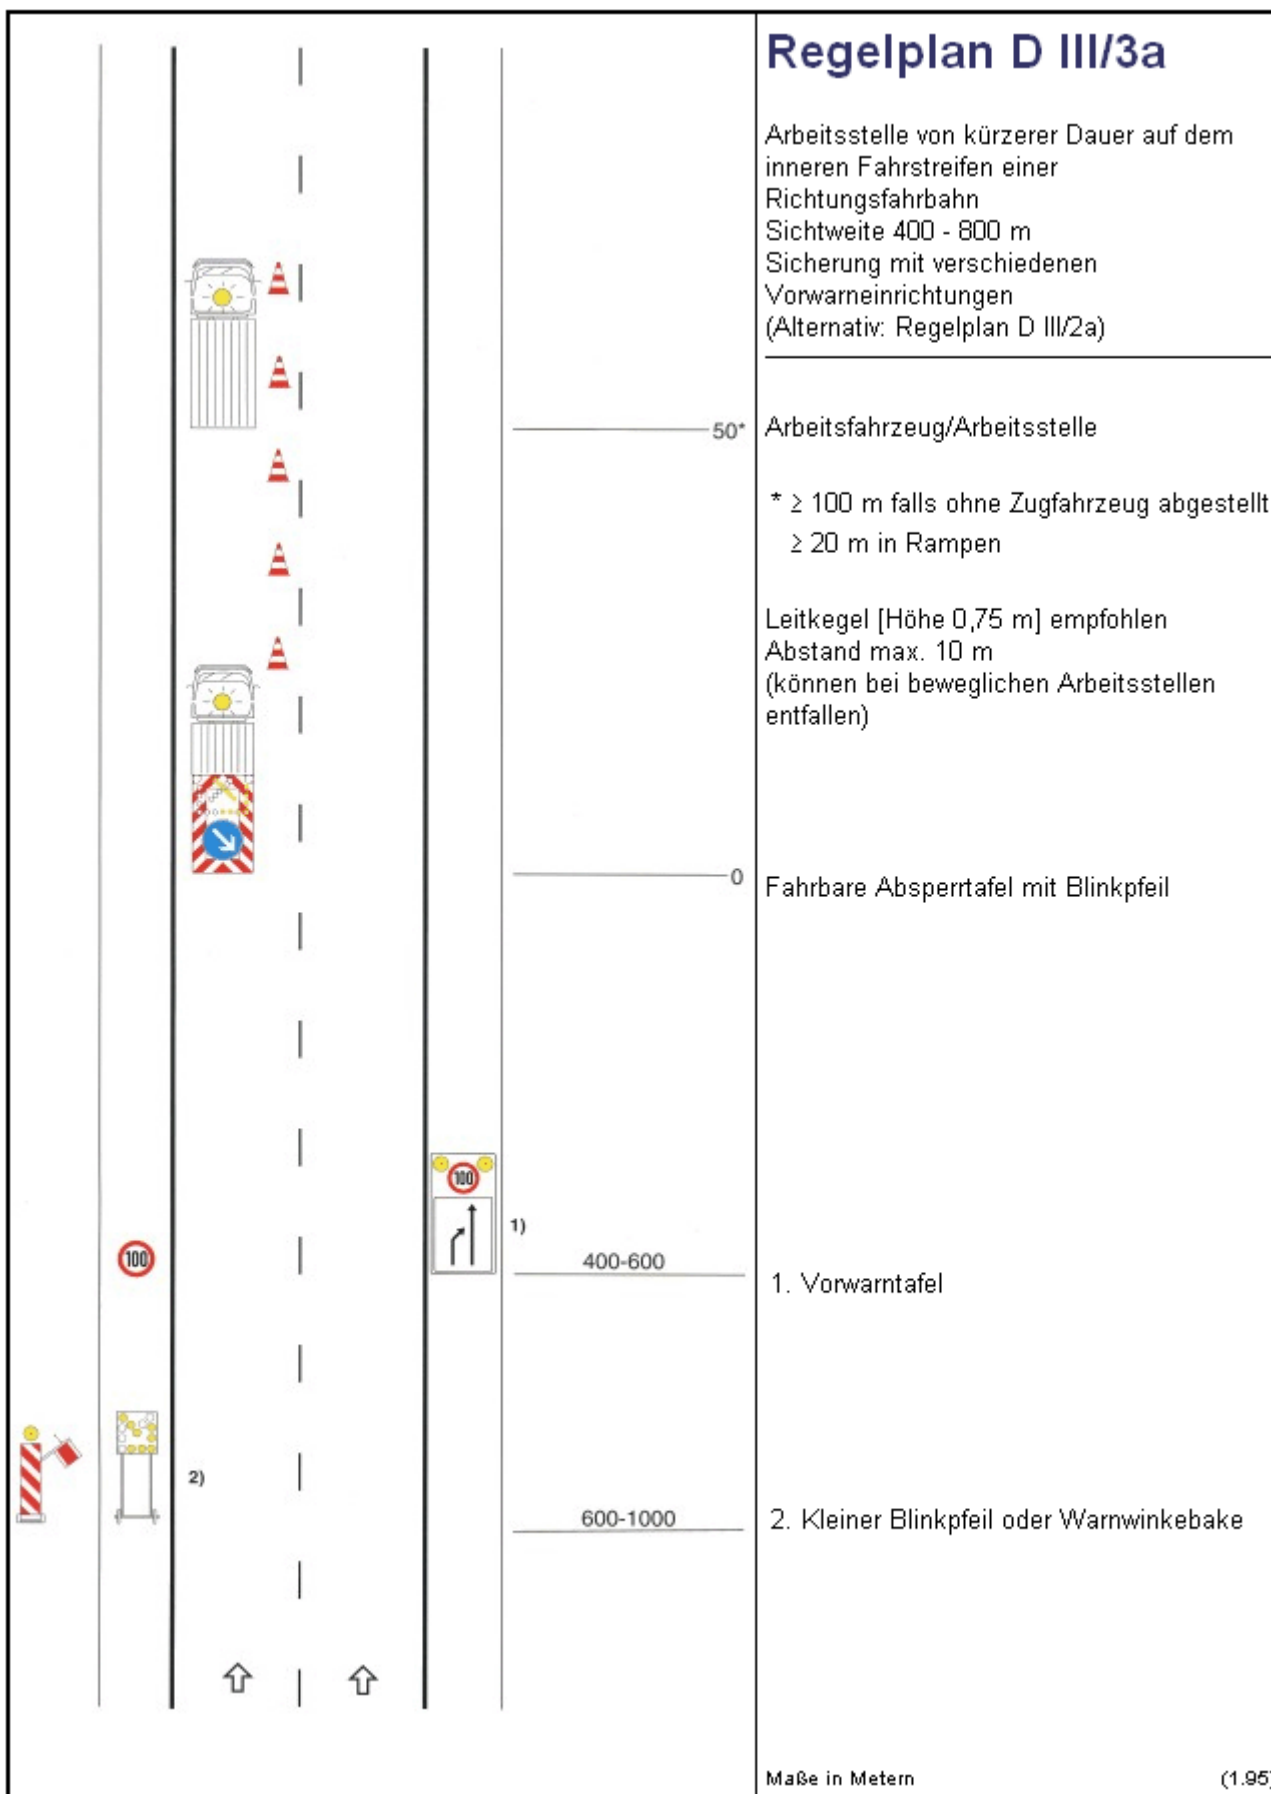 Regelplan D III/3a
Arbeitsstelle von kürzerer Dauer auf dem
inneren Fahrstreifen einer
Richtungsfahrbahn
Sichtweite 400 - 800 m
Sicherung mit verschiedenen
Vorwarneinrichtungen
(Alternativ: Regelplan D III/2a)
50* Arbeitsfahrzeug/Arbeitsstelle
* ≥ 100 m falls ohne Zugfahrzeug abgestellt
≥ 20 m in Rampen
Leitkegel [Höhe 0,75 m] empfohlen
Abstand max. 10 m
(können bei beweglichen Arbeitsstellen
entfallen)
0 Fahrbare Absperrtafel mit Blinkpfeil
100
1)
100
400-600
1. Vorwarntafel
2)
600-1000
2. Kleiner Blinkpfeil oder Warnwinkebake
Maße in Metern (1.95)